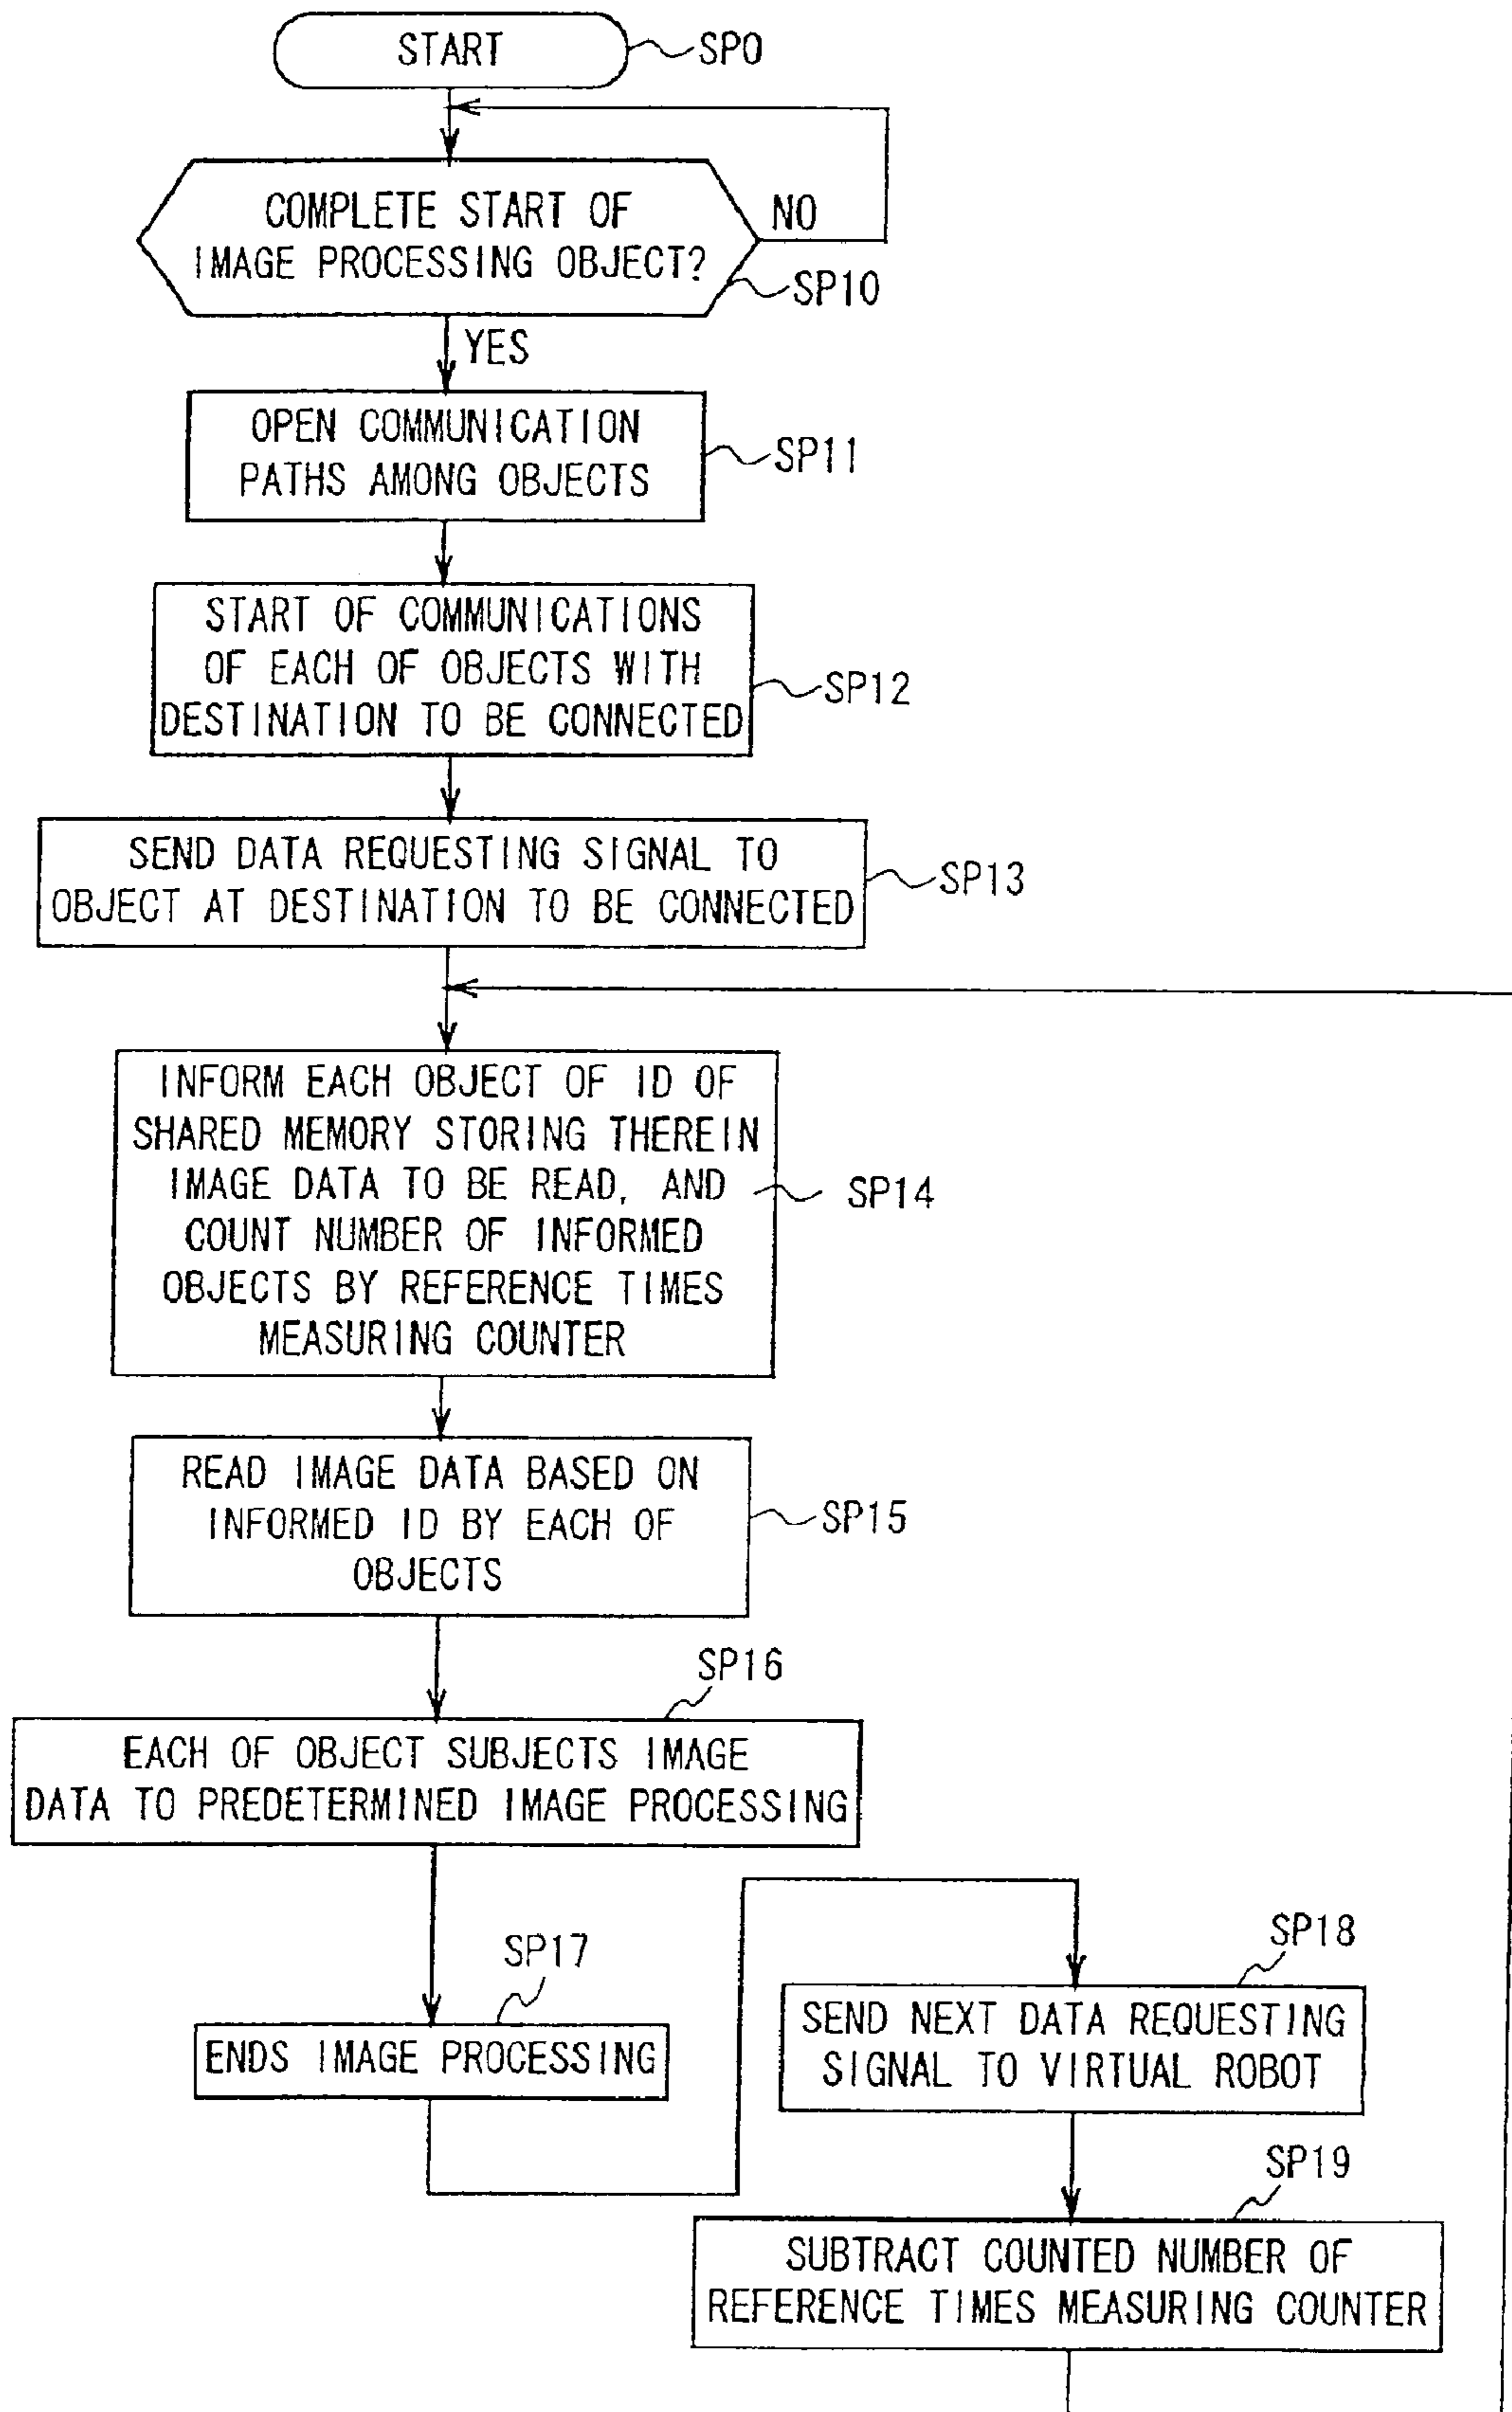 START
SP0
COMPLETE START OF
IMAGE PROCESSING OBJECT?
NO
SP10
YES
OPEN COMMUNICATION
PATHS AMONG OBJECTS
SP11
START OF COMMUNICATIONS
OF EACH OF OBJECTS WITH
DESTINATION TO BE CONNECTED
SP12
SEND DATA REQUESTING SIGNAL TO
OBJECT AT DESTINATION TO BE CONNECTED
SP13
INFORM EACH OBJECT OF ID OF
SHARED MEMORY STORING THEREIN
IMAGE DATA TO BE READ, AND
COUNT NUMBER OF INFORMED
OBJECTS BY REFERENCE TIMES
MEASURING COUNTER
SP14
READ IMAGE DATA BASED ON
INFORMED ID BY EACH OF
OBJECTS
SP15
SP16
EACH OF OBJECT SUBJECTS IMAGE
DATA TO PREDETERMINED IMAGE PROCESSING
SP17
ENDS IMAGE PROCESSING
SP18
SEND NEXT DATA REQUESTING
SIGNAL TO VIRTUAL ROBOT
SP19
SUBTRACT COUNTED NUMBER OF
REFERENCE TIMES MEASURING COUNTER